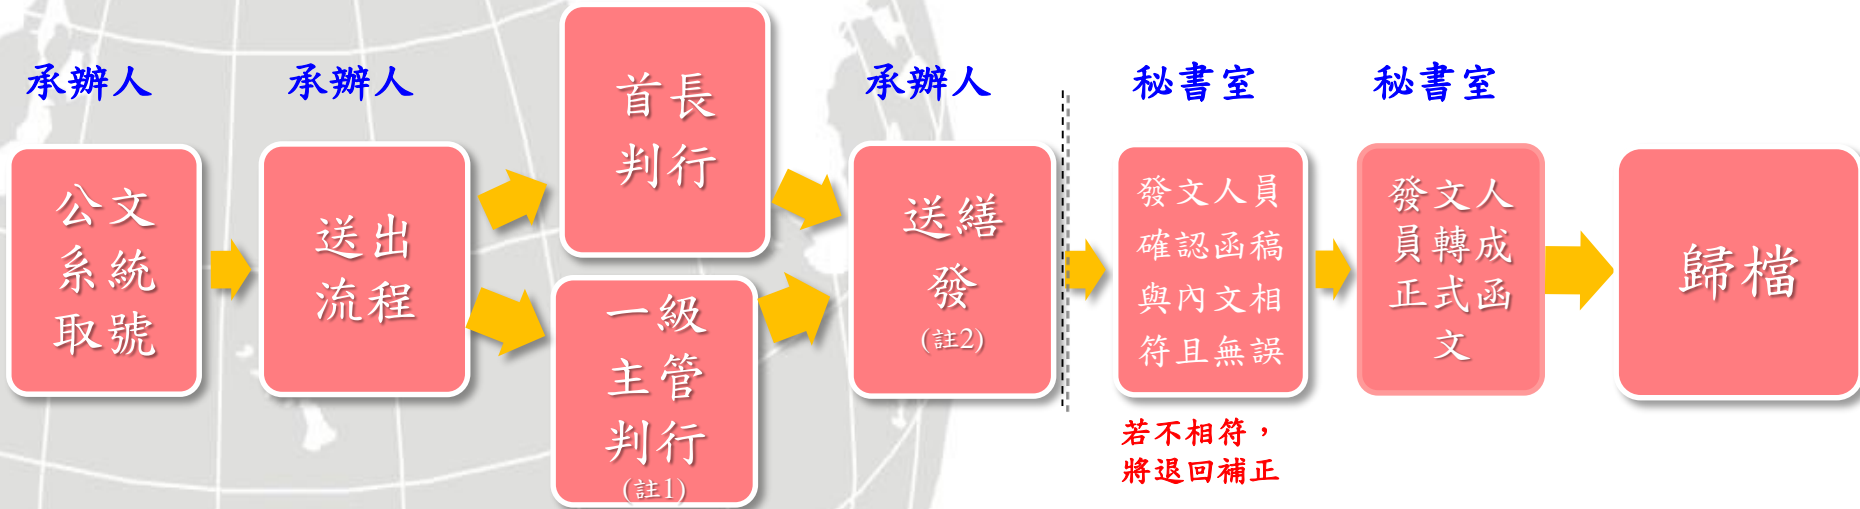 承辦人
公文
系統
取號
承辦人
送出
流程
首長
判行
一級
主管
判行
(註1)
承辦人
送繕
發
(註2)
秘書室
發文人員
確認函稿
與內文相
符且無誤
若不相符，
將退回補正
秘書室
發文人
員轉成
正式函
文
歸檔